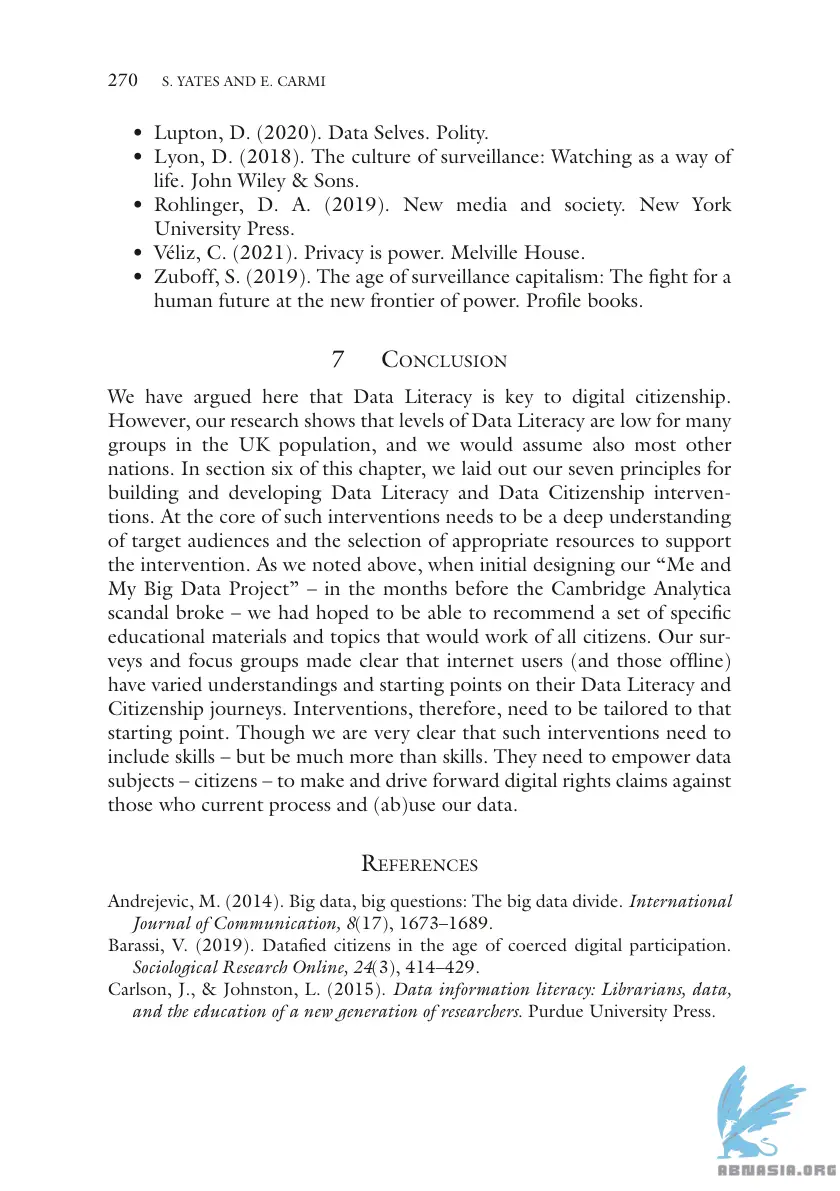 270 S. YATES AND E. CARMI
• Lupton, D. (2020). Data Selves. Polity.
• Lyon, D. (2018). The culture of surveillance: Watching as a way of
life. John Wiley & Sons.
• Rohlinger, D. A. (2019). New media and society. New York
University Press.
• Véliz, C. (2021). Privacy is power. Melville House.
• Zuboff, S. (2019). The age of surveillance capitalism: The fight for a
human future at the new frontier of power. Profile books.
7 Conclusion
We have argued here that Data Literacy is key to digital citizenship.
However, our research shows that levels of Data Literacy are low for many
groups in the UK population, and we would assume also most other
nations. In section six of this chapter, we laid out our seven principles for
building and developing Data Literacy and Data Citizenship interven-
tions. At the core of such interventions needs to be a deep understanding
of target audiences and the selection of appropriate resources to support
the intervention. As we noted above, when initial designing our “Me and
My Big Data Project” – in the months before the Cambridge Analytica
scandal broke – we had hoped to be able to recommend a set of specific
educational materials and topics that would work of all citizens. Our sur-
veys and focus groups made clear that internet users (and those offline)
have varied understandings and starting points on their Data Literacy and
Citizenship journeys. Interventions, therefore, need to be tailored to that
starting point. Though we are very clear that such interventions need to
include skills – but be much more than skills. They need to empower data
subjects – citizens – to make and drive forward digital rights claims against
those who current process and (ab)use our data.
References
Andrejevic, M. (2014). Big data, big questions: The big data divide. International
Journal of Communication, 8(17), 1673–1689.
Barassi, V. (2019). Datafied citizens in the age of coerced digital participation.
Sociological Research Online, 24(3), 414–429.
Carlson, J., & Johnston, L. (2015). Data information literacy: Librarians, data,
and the education of a new generation of researchers. Purdue University Press.
ABNASIA.ORG